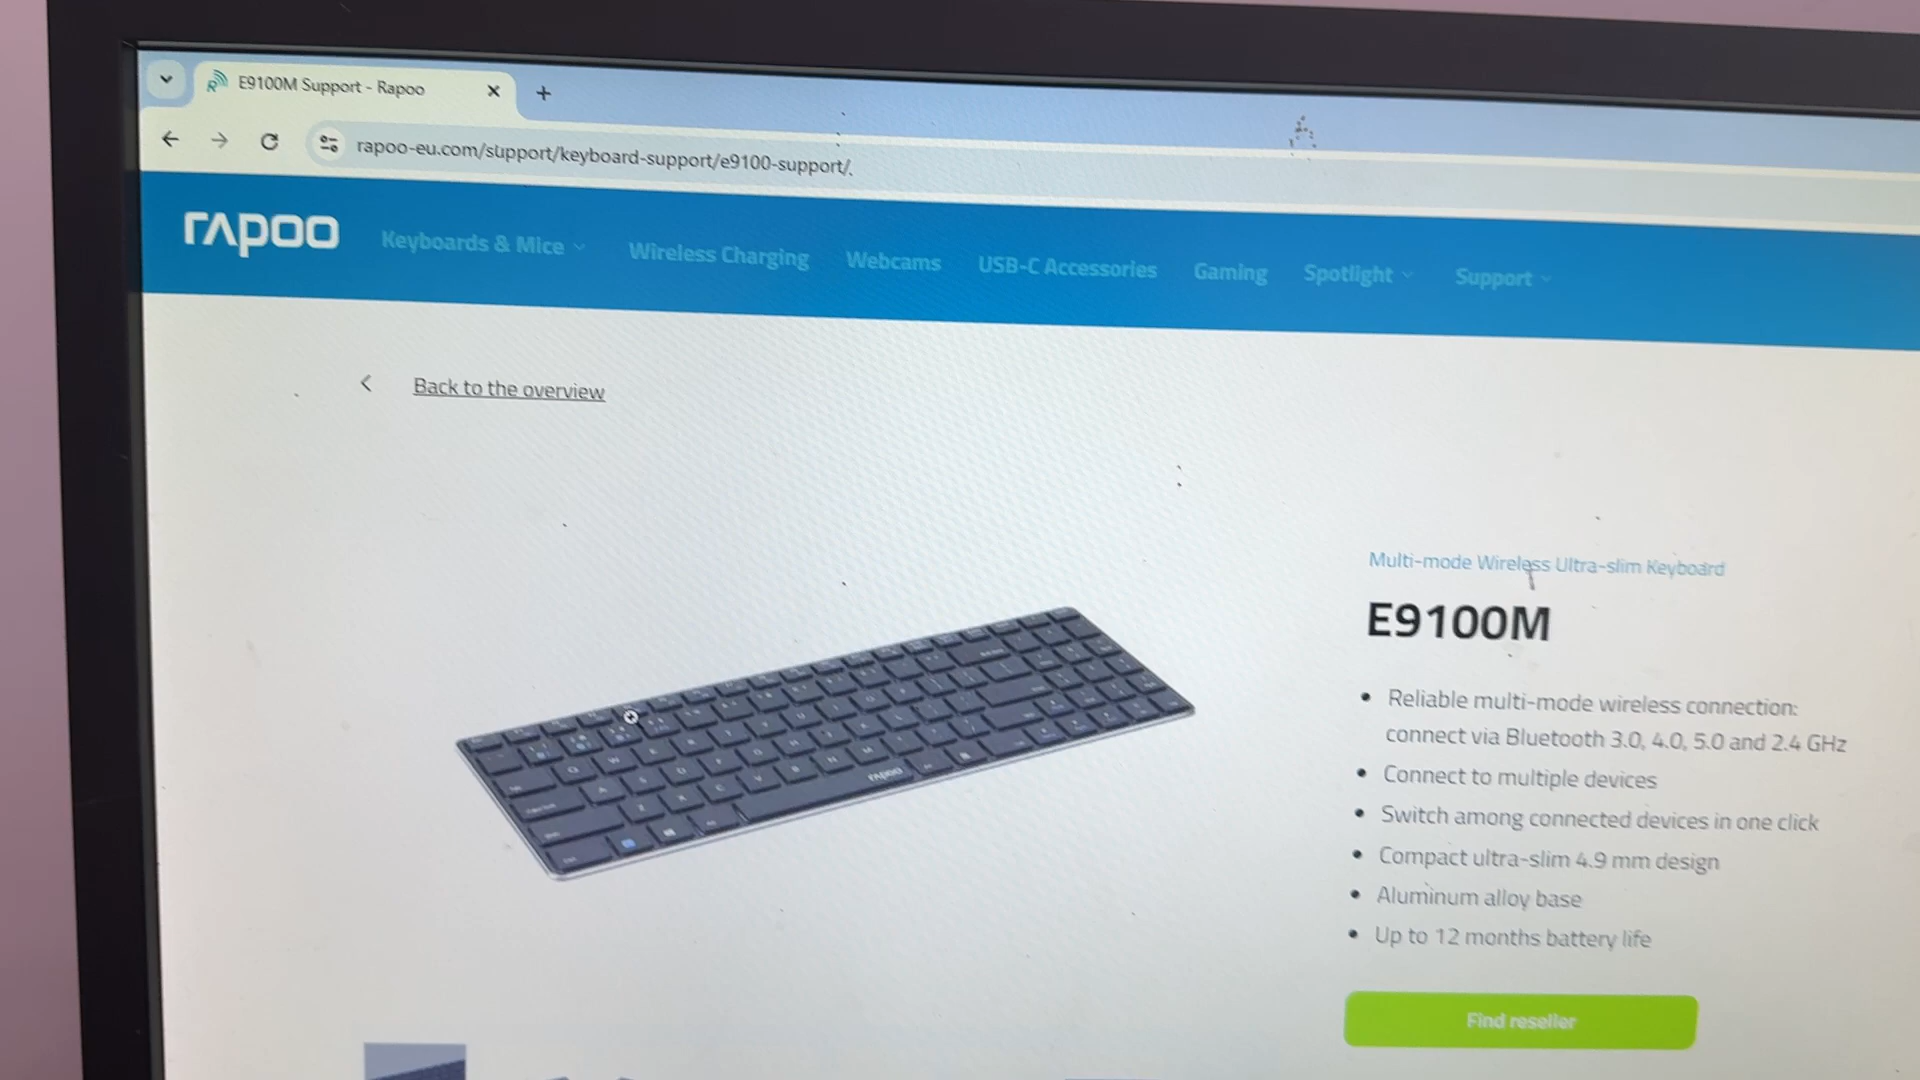 E9100M Support - Rapoo
rapoo-eu.com/support/keyboard-support/e9100-support/
rapoo
Keyboards & Mice
Wireless Charging
Webcams
USB-C Accessories
Gaming
Spotlight
Support
Back to the overview
Multi-mode Wireless Ultra-slim Keyboard
E9100M
Reliable multi-mode wireless connection:
connect via Bluetooth 3.0, 4.0, 5.0 and 2.4 GHz
Connect to multiple devices
Switch among connected devices in one click
Compact ultra-slim 4.9 mm design
Aluminum alloy base
Up to 12 months battery life
rapoo
Find reseller